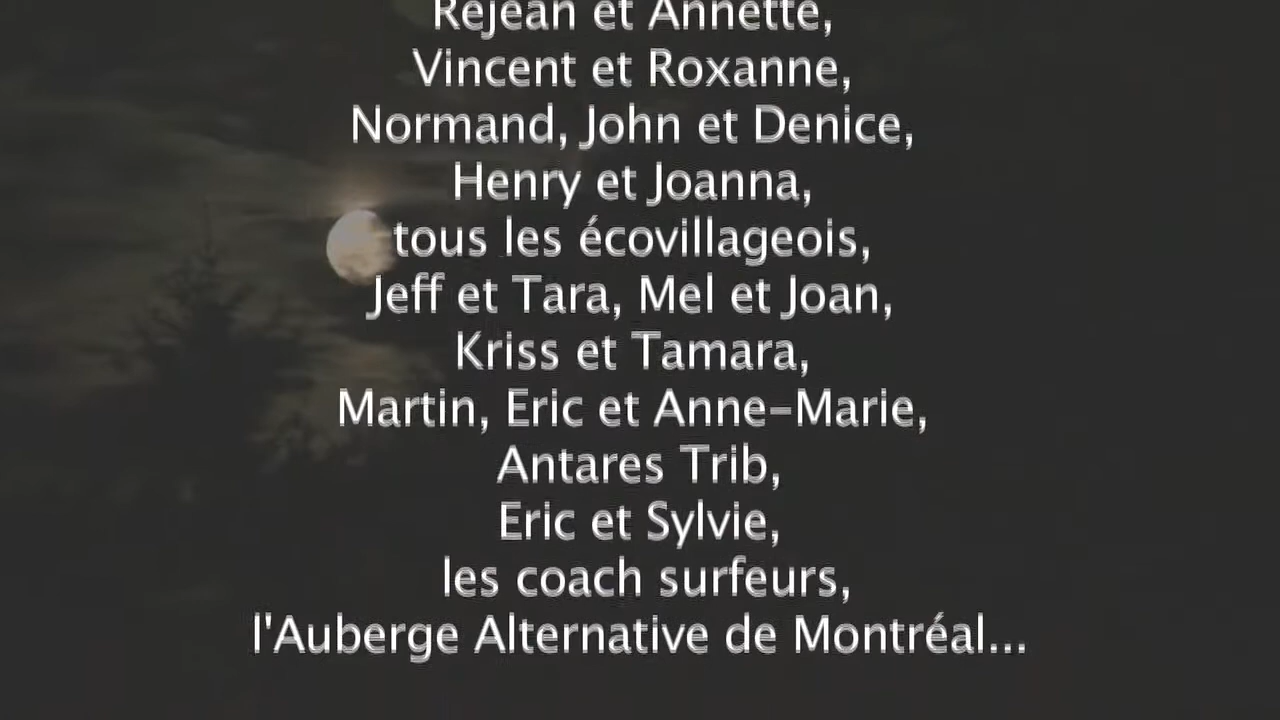 Réjean et Annette,
Vincent et Roxanne,
Normand, John et Denice,
Henry et Joanna,
tous les écovillageois,
Jeff et Tara, Mel et Joan,
Kriss et Tamara,
Martin, Eric et Anne-Marie,
Antares Trib,
Eric et Sylvie,
les coach surfeurs,
l'Auberge Alternative de Montréal...